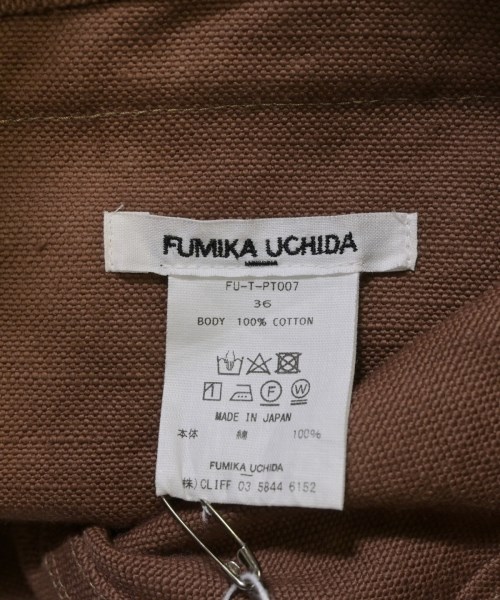 FUMIKA UCHIDA
FU-T-PT007
36
BODY 100% COTTON
F W
MADE IN JAPAN
本体 綿 100%
FUMIKA UCHIDA
㈱CLIFF 03 5844 6152